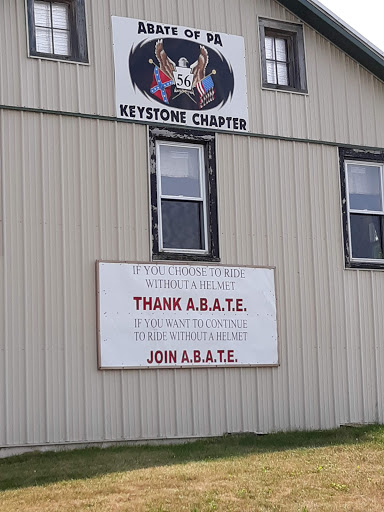 ABATE OF PA
56
KEYSTONE CHAPTER
IF YOU CHOOSE TO RIDE
WITHOUT A HELMET
THANK A.B.A.T.E.
IF YOU WANT TO CONTINUE
TO RIDE WITHOUT A HELMET
JOIN A.B.A.T.E.